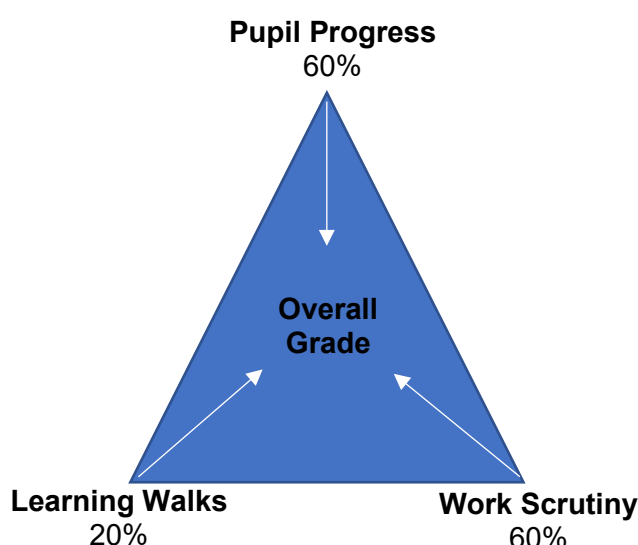 Pupil Progress
60%
Overall
Grade
Learning Walks
20%
Work Scrutiny
60%